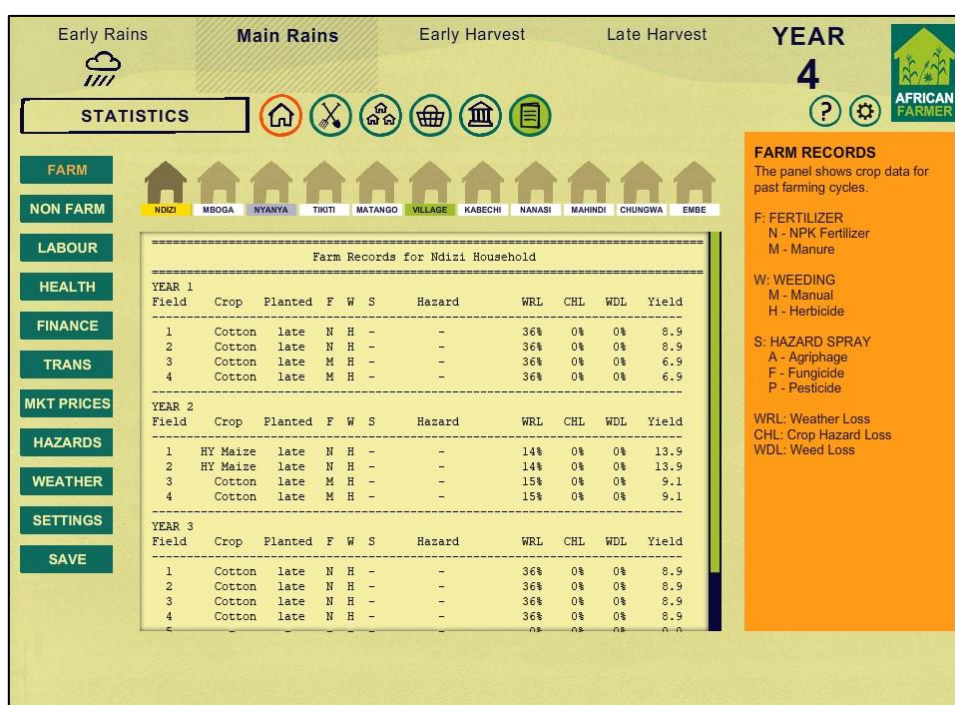 Early Rains Main Rains Early Harvest Late Harvest YEAR
4
AFRICAN
FARMER
STATISTICS ?
FARM
NON FARM
LABOUR
HEALTH
FINANCE
TRANS
MKT PRICES
HAZARDS
WEATHER
SETTINGS
SAVE
NDIZI MBOGA NYANYA TIKITI MATANGO VILLAGE KABECHI NANASI MAHINDI CHUNGWA EMBE
Farm Records for Ndizi Household
YEAR 1
Field Crop Planted F W S Hazard WRL CHL WDL Yield
1 Cotton late N H - - 36% 0% 0% 8.9
2 Cotton late N H - - 36% 0% 0% 8.9
3 Cotton late M H - - 36% 0% 0% 6.9
4 Cotton late M H - - 36% 0% 0% 6.9
YEAR 2
Field Crop Planted F W S Hazard WRL CHL WDL Yield
1 HY Maize late N H - - 14% 0% 0% 13.9
2 HY Maize late N H - - 14% 0% 0% 13.9
3 Cotton late M H - - 15% 0% 0% 9.1
4 Cotton late M H - - 15% 0% 0% 9.1
YEAR 3
Field Crop Planted F W S Hazard WRL CHL WDL Yield
1 Cotton late N H - - 36% 0% 0% 8.9
2 Cotton late N H - - 36% 0% 0% 8.9
3 Cotton late N H - - 36% 0% 0% 8.9
4 Cotton late N H - - 36% 0% 0% 8.9
5 - - - - - - 0% 0% 0% 0.0
FARM RECORDS
The panel shows crop data for
past farming cycles.
F: FERTILIZER
N - NPK Fertilizer
M - Manure
W: WEEDING
M - Manual
H - Herbicide
S: HAZARD SPRAY
A - Agriphage
F - Fungicide
P - Pesticide
WRL: Weather Loss
CHL: Crop Hazard Loss
WDL: Weed Loss